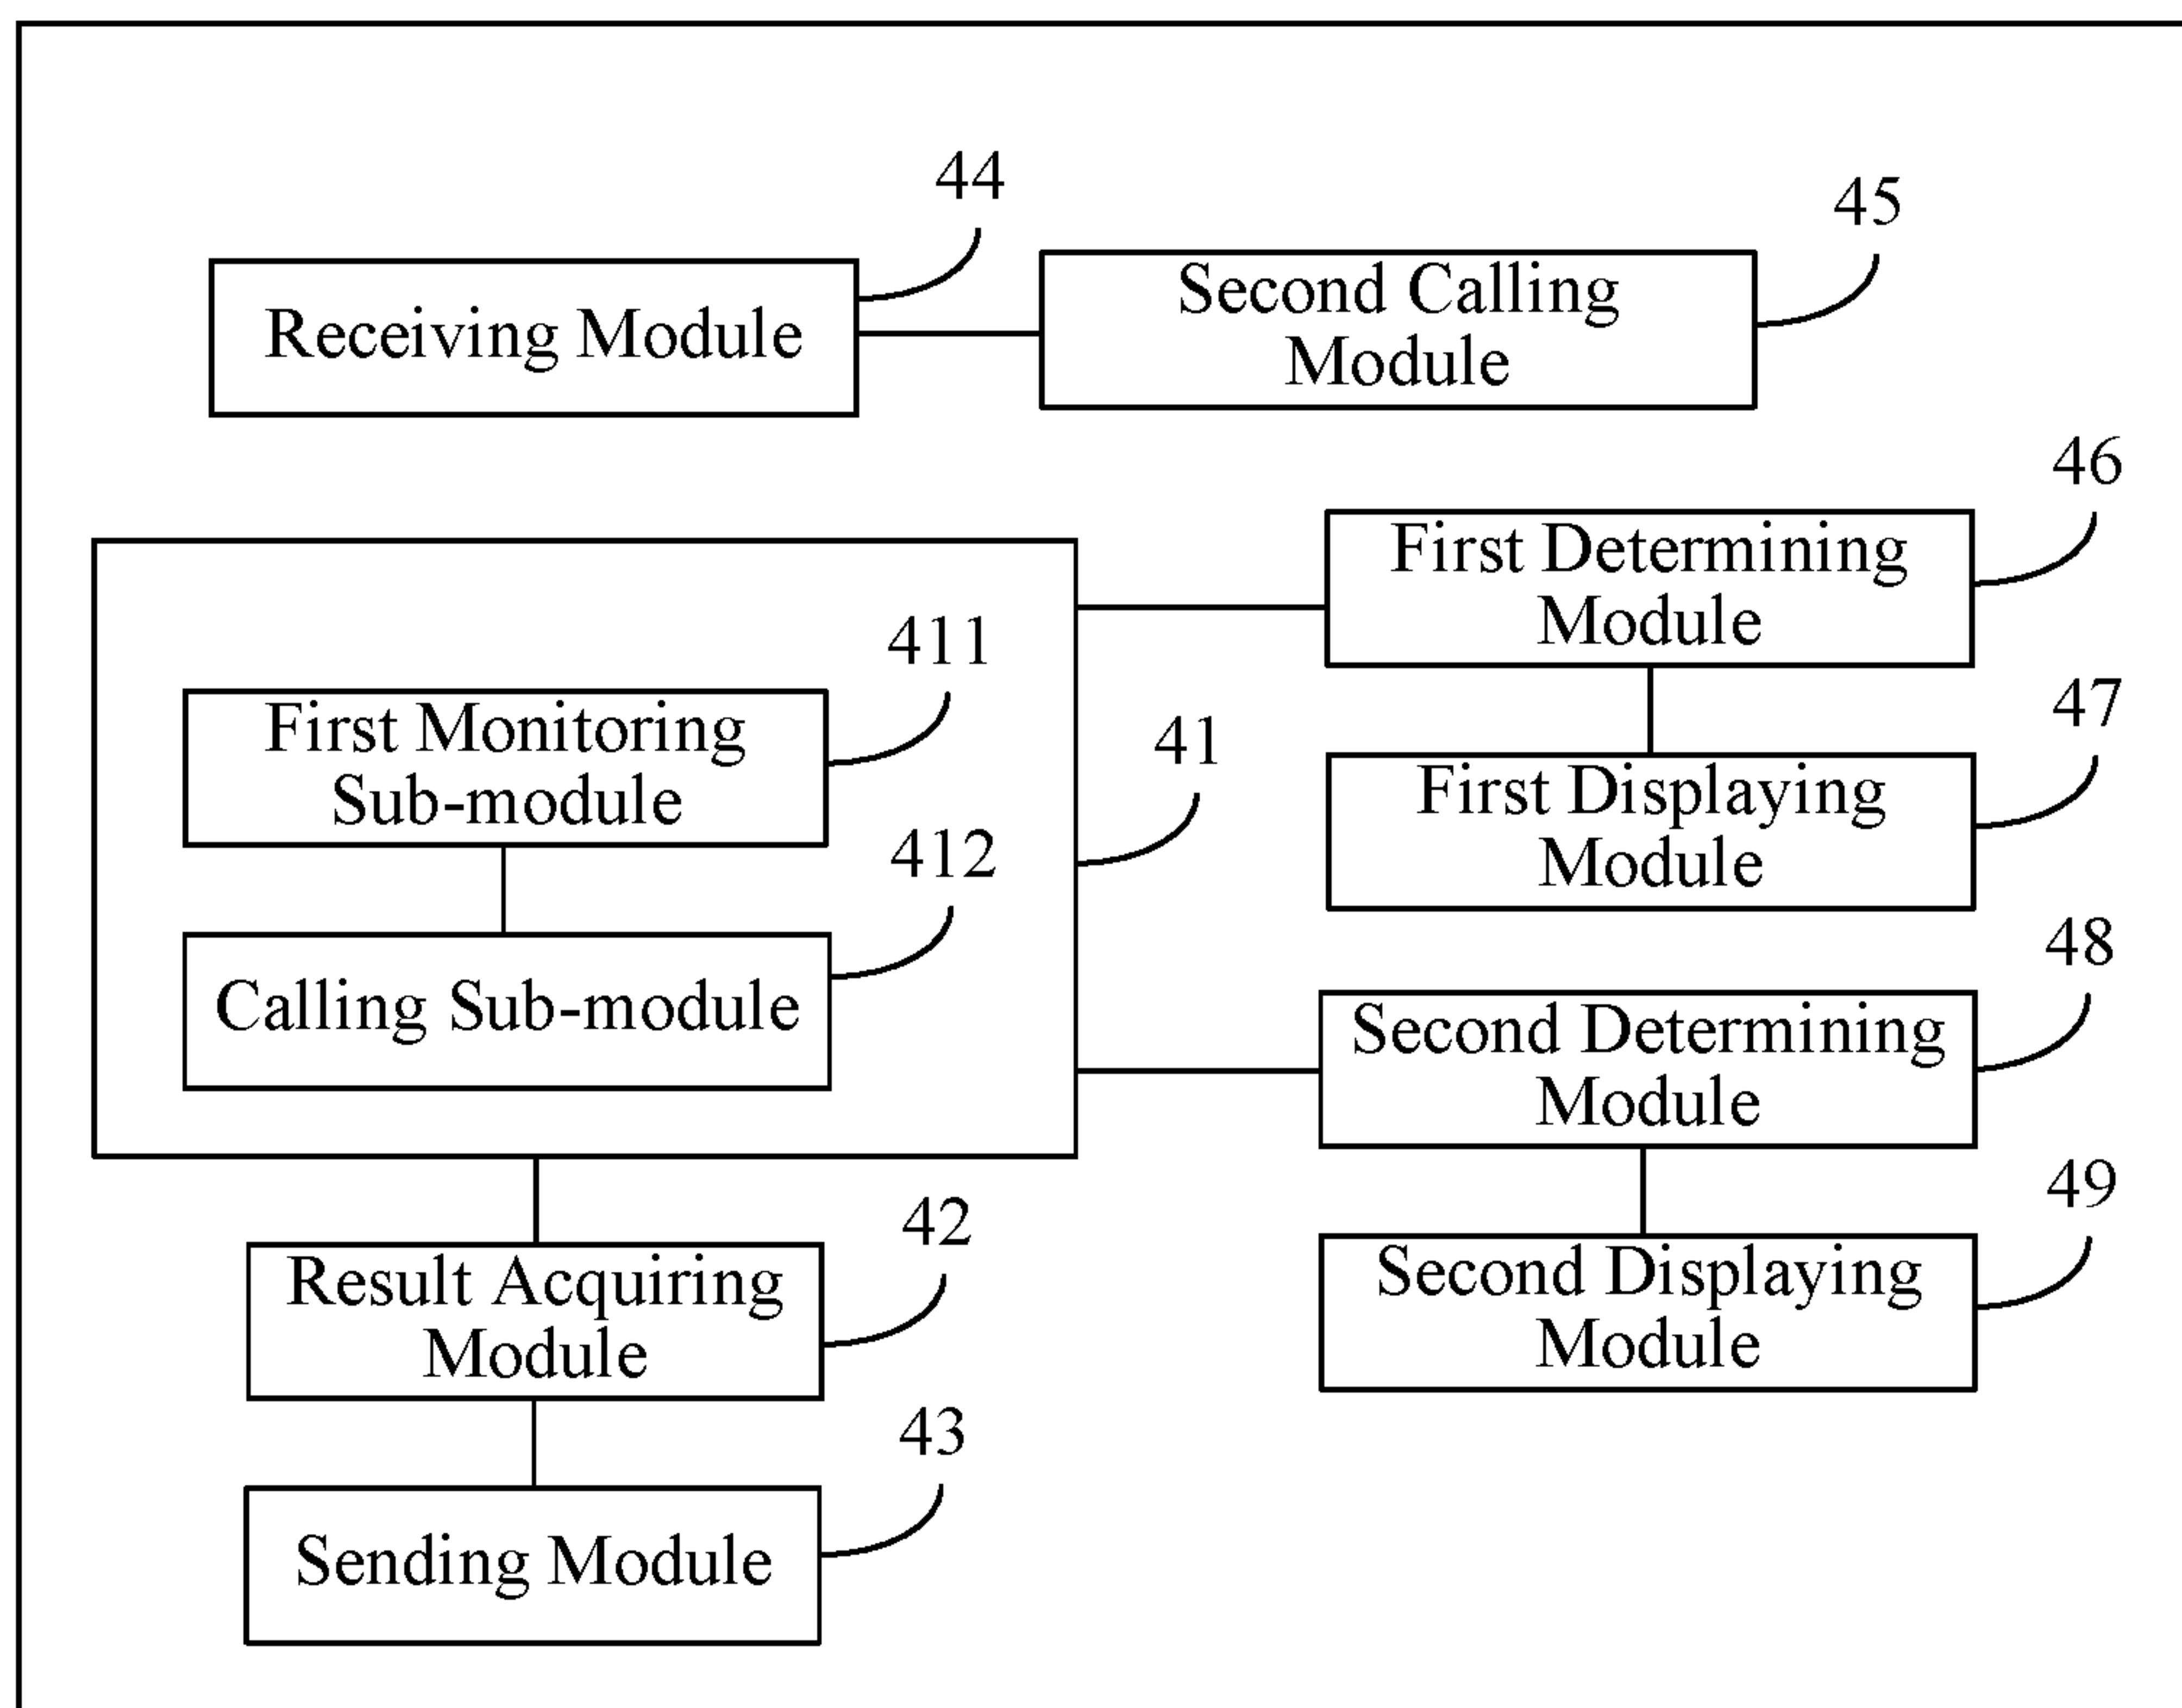 44
45
Receiving Module
Second Calling
Module
46
First Determining
Module
411
First Monitoring
Sub-module
41
47
First Displaying
Module
412
Calling Sub-module
48
Second Determining
Module
42
Result Acquiring
Module
49
Second Displaying
Module
43
Sending Module